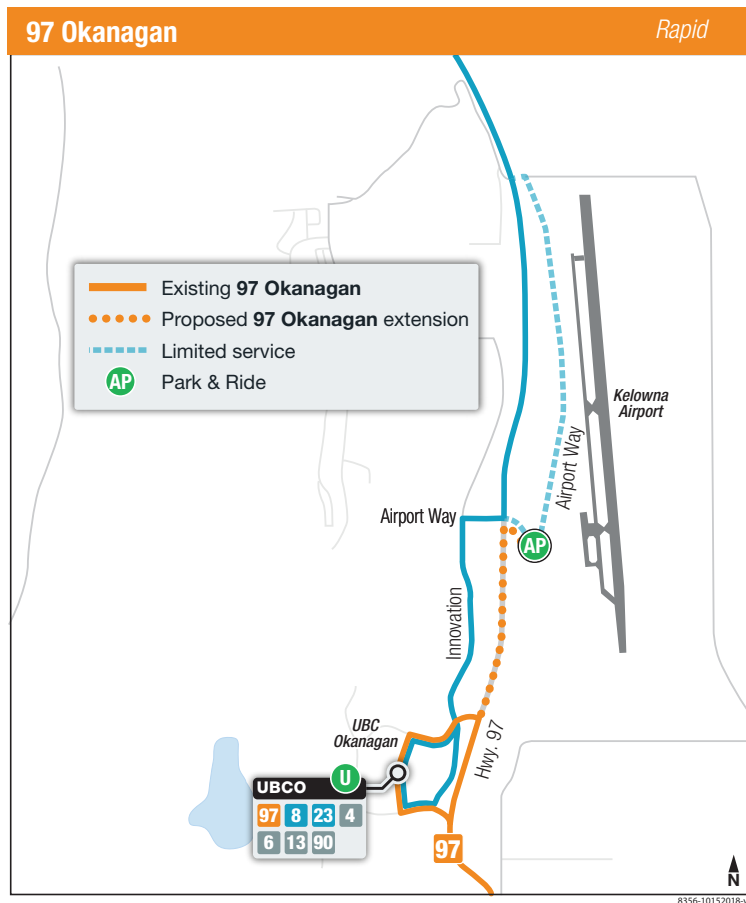 97 Okanagan
Rapid
Existing 97 Okanagan
Proposed 97 Okanagan extension
Limited service
AP Park & Ride
Kelowna
Airport
Airport Way
Airport Way
AP
Innovation
UBC
Okanagan
Hwy. 97
U
UBCO
97 8 23 4
6 13 90
97
N